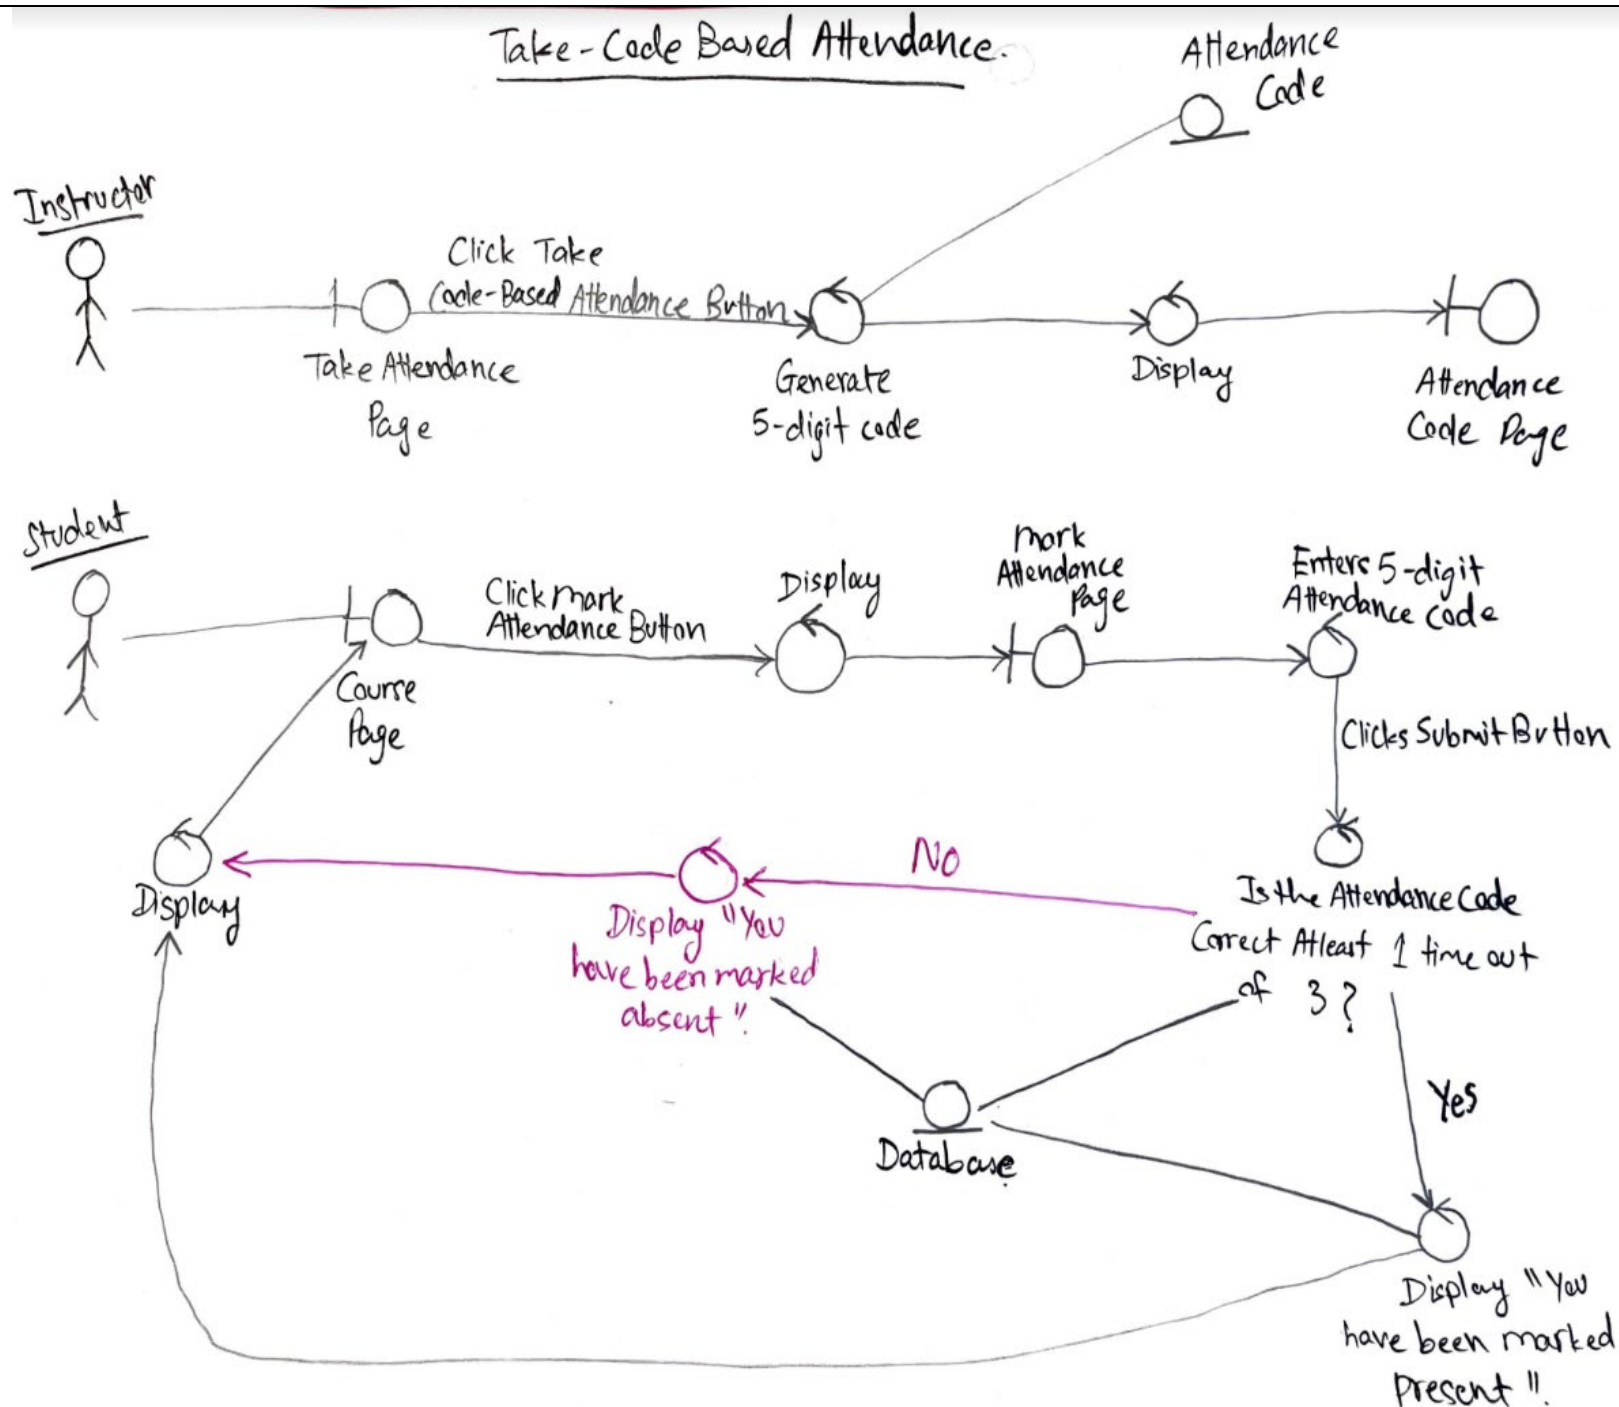 Take-Code Based Attendance.
Attendance
Code
Instructor
Click Take
Code-Based Attendance Button
Take Attendance
Page
Generate
5-digit code
Display
Attendance
Code Page
Student
Click Mark
Attendance Button
Course
Page
Display
Mark
Attendance
Page
Enters 5-digit
Attendance Code
Clicks Submit Button
Is the Attendance Code
Correct Atleast 1 time out
of 3?
No
Display "You
have been marked
absent".
Display
Yes
Database
Display "You
have been marked
Present".